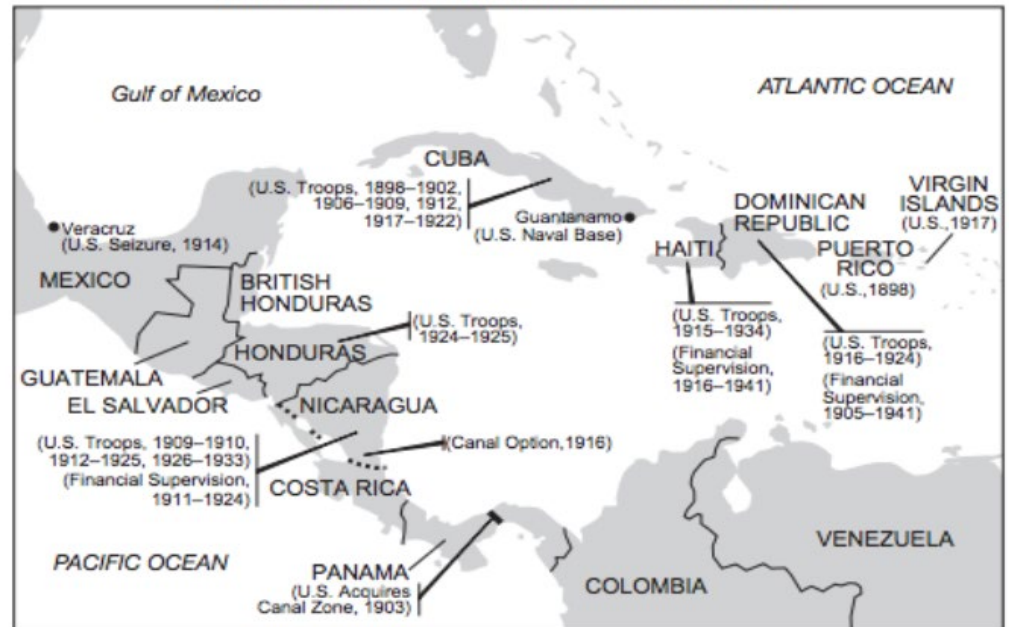 Gulf of Mexico
ATLANTIC OCEAN
CUBA
(U.S. Troops, 1898–1902,
1906–1909, 1912,
1917–1922)
Guantanamo
(U.S. Naval Base)
VIRGIN
ISLANDS
(U.S.,1917)
DOMINICAN
REPUBLIC
PUERTO
RICO
(U.S.,1898)
HAITI
Veracruz
(U.S. Seizure, 1914)
MEXICO
BRITISH
HONDURAS
(U.S. Troops,
1924–1925)
(U.S. Troops,
1915–1934)
(Financial
Supervision,
1916–1941)
(U.S. Troops,
1916–1924)
(Financial
Supervision,
1905–1941)
HONDURAS
GUATEMALA
EL SALVADOR
NICARAGUA
(U.S. Troops, 1909–1910,
1912–1925, 1926–1933)
(Financial Supervision,
1911–1924)
(Canal Option,1916)
COSTA RICA
PACIFIC OCEAN
PANAMA
(U.S. Acquires
Canal Zone, 1903)
COLOMBIA
VENEZUELA